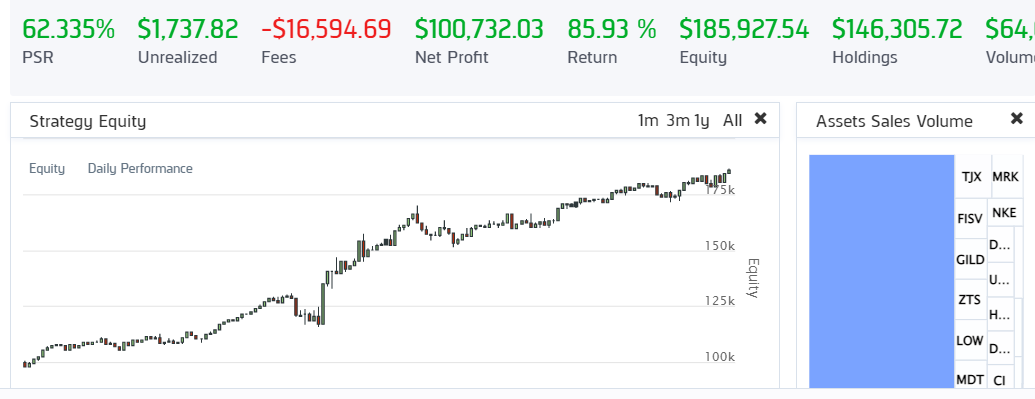 62.335% $1,737.82 -$16,594.69 $100,732.03 85.93 % $185,927.54 $146,305.72 $64,
PSR Unrealized Fees Net Profit Return Equity Holdings Volum
Strategy Equity 1m 3m 1y All ✖
Equity Daily Performance
175k
150k
125k
100k
Equity
Assets Sales Volume ✖
TJX MRK
FISV NKE
D...
GILD
U...
ZTS
H...
LOW
D...
MDT CI